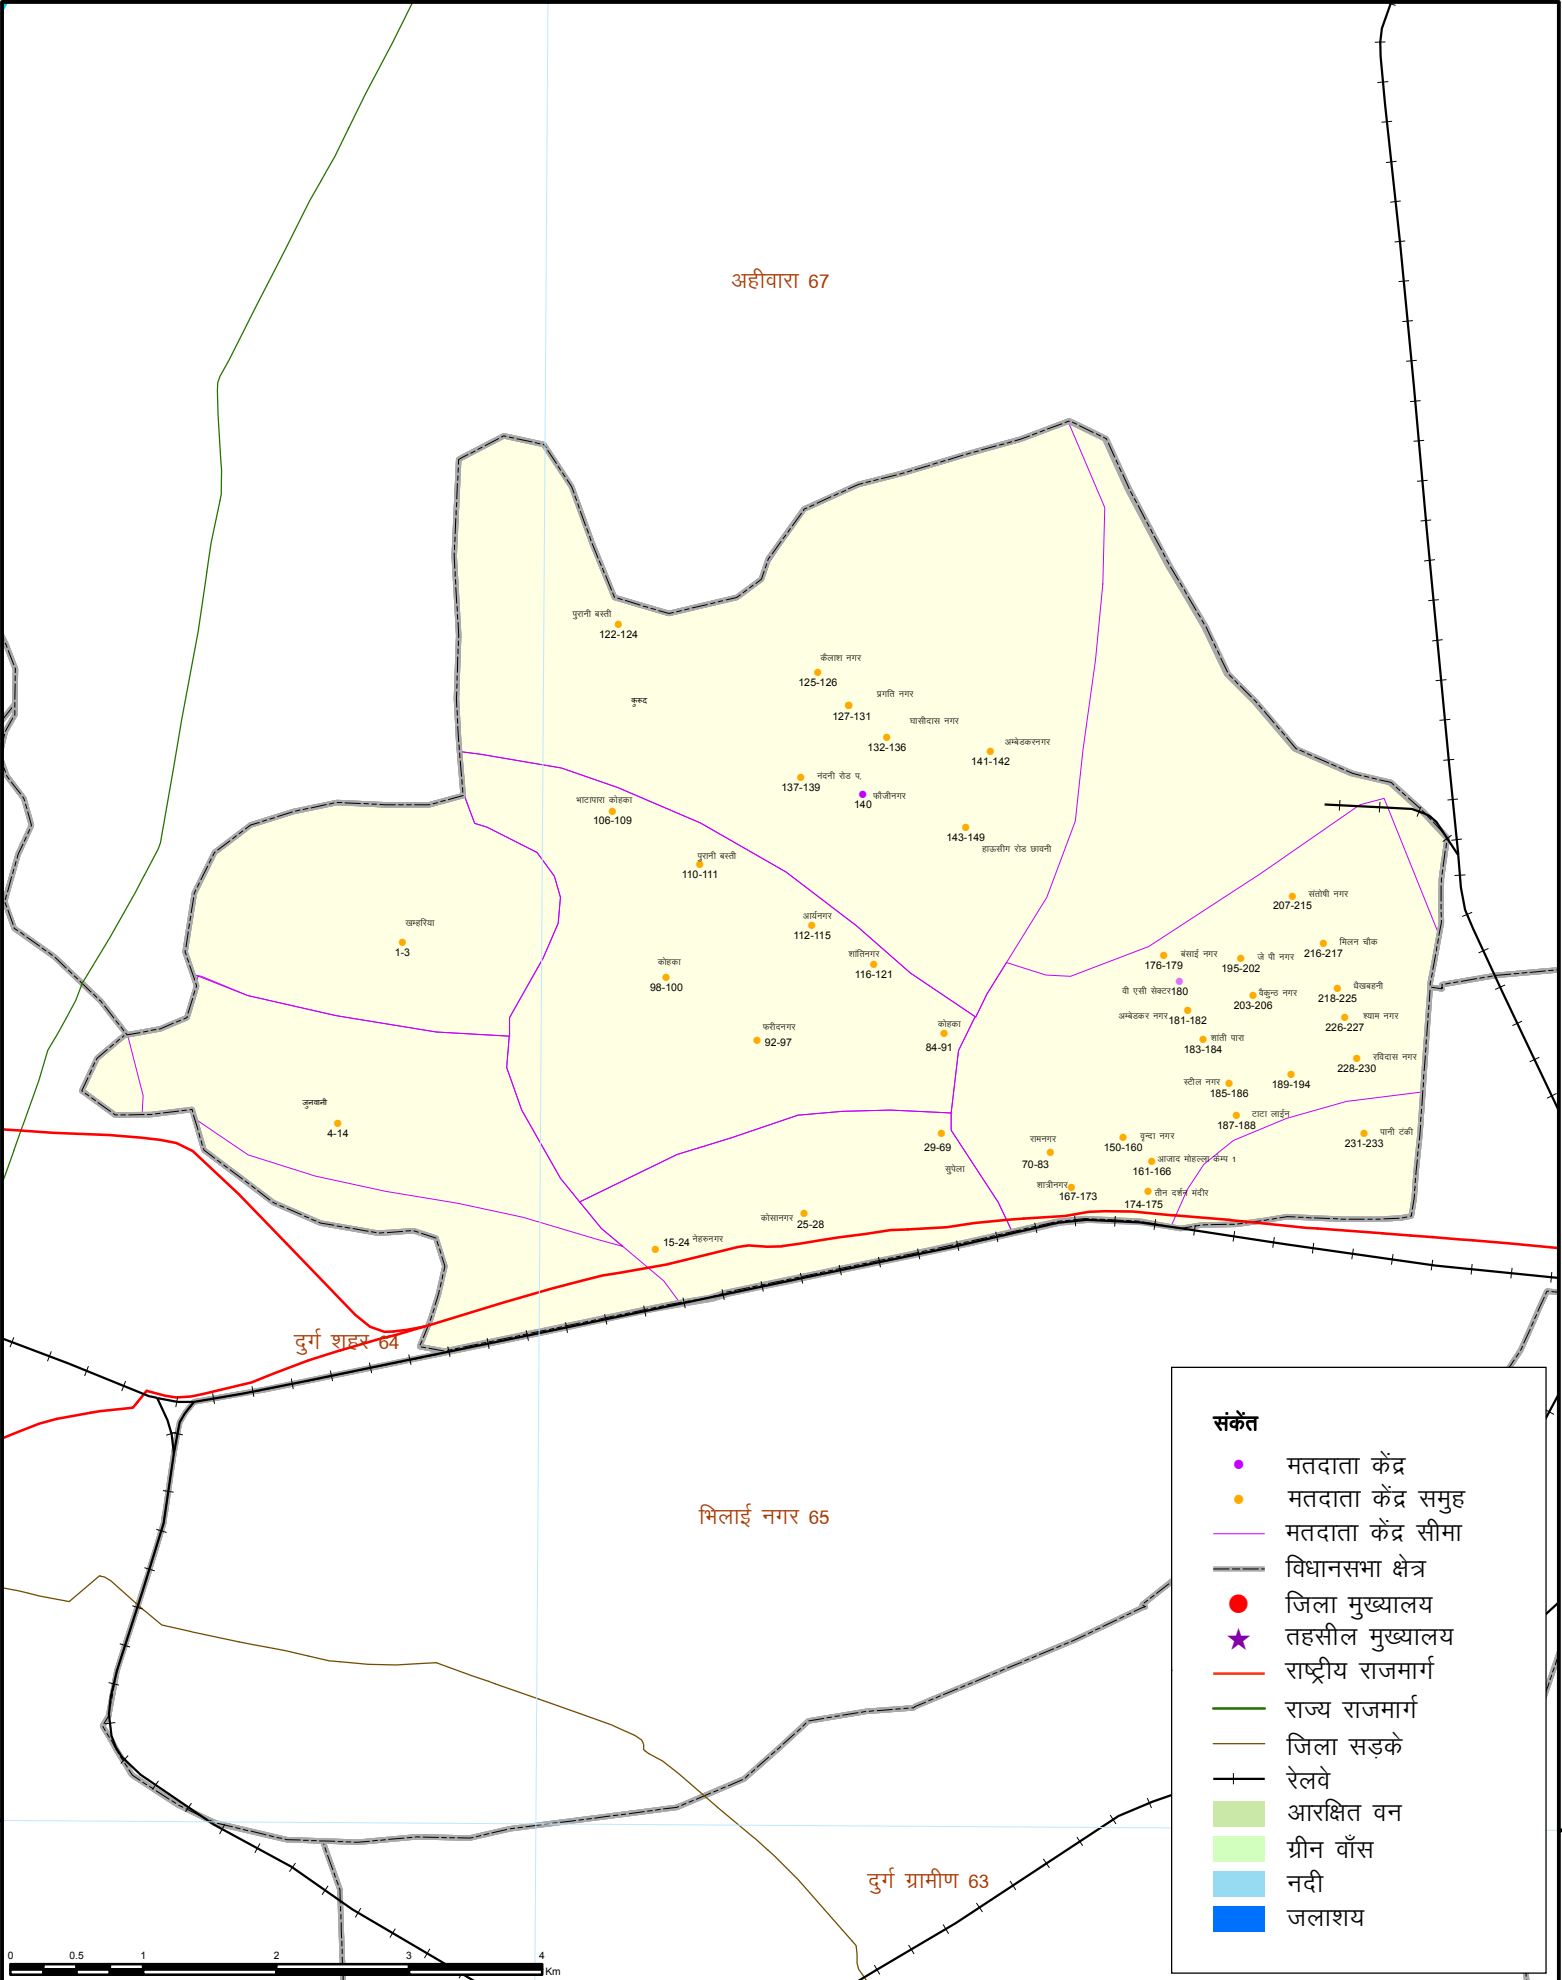 अहीवारा 67
पुरानी बस्ती
122-124
कैलाश नगर
125-126
प्रगति नगर
127-131
कुरुद
घासीदास नगर
132-136
अम्बेडकरनगर
141-142
नंदनी रोड प.
137-139
फौजीनगर
140
भाटापारा कोहका
106-109
143-149
हाऊसींग रोड छावनी
पुरानी बस्ती
110-111
संतोषी नगर
207-215
खम्हरिया
1-3
आर्यनगर
112-115
मिलन चौक
216-217
शांतिनगर
116-121
बंसाई नगर
176-179
जे पी नगर
195-202
कोहका
98-100
वी एसी सेक्टर
180
वैकुन्ठ नगर
203-206
218-225
अम्बेडकर नगर
181-182
श्याम नगर
226-227
फरीदनगर
92-97
कोहका
84-91
शांती पारा
183-184
रविदास नगर
228-230
स्टील नगर
185-186
189-194
जुनवानी
4-14
टाटा लाईन
187-188
29-69
सुपेला
रामनगर
70-83
वृन्दा नगर
150-160
पानी टंकी
231-233
आजाद मोहल्ला कैम्प 1
161-166
शास्त्रीनगर
167-173
तीन दर्शन मंदीर
174-175
कोसानगर
25-28
15-24 नेहरुनगर
दुर्ग शहर 64
भिलाई नगर 65
दुर्ग ग्रामीण 63
संकेंत
मतदाता केंद्र
मतदाता केंद्र समुह
मतदाता केंद्र सीमा
विधानसभा क्षेत्र
जिला मुख्यालय
तहसील मुख्यालय
राष्ट्रीय राजमार्ग
राज्य राजमार्ग
जिला सड़के
रेलवे
आरक्षित वन
ग्रीन वाँस
नदी
जलाशय
0 0.5 1 2 3 4
Km